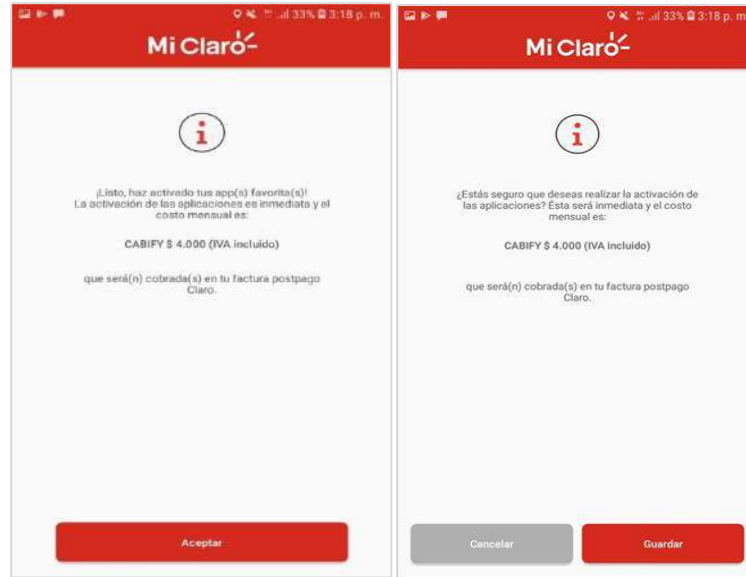 33% 3:18 p. m.
Mi Claro
i
¡Listo, haz activado tus app(s) favorita(s)!
La activación de las aplicaciones es inmediata y el
costo mensual es:
CABIFY $ 4.000 (IVA incluido)
que será(n) cobrada(s) en tu factura postpago
Claro.
Aceptar
33% 3:18 p. m.
Mi Claro
i
¿Estás seguro que deseas realizar la activación de
las aplicaciones? Ésta será inmediata y el costo
mensual es:
CABIFY $ 4.000 (IVA incluido)
que será(n) cobrada(s) en tu factura postpago
Claro.
Cancelar
Guardar